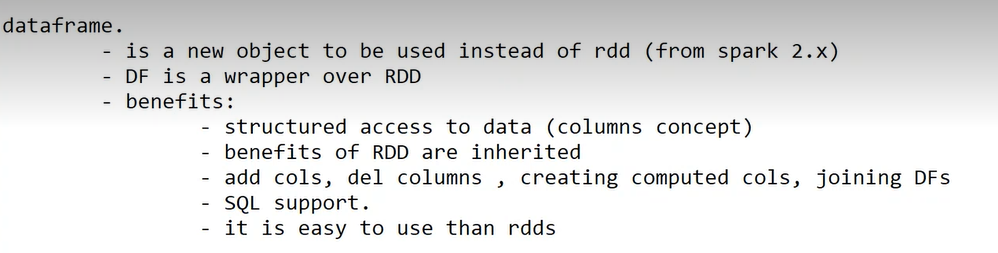 dataframe.
- is a new object to be used instead of rdd (from spark 2.x)
- DF is a wrapper over RDD
- benefits:
- structured access to data (columns concept)
- benefits of RDD are inherited
- add cols, del columns , creating computed cols, joining DFs
- SQL support.
- it is easy to use than rdds